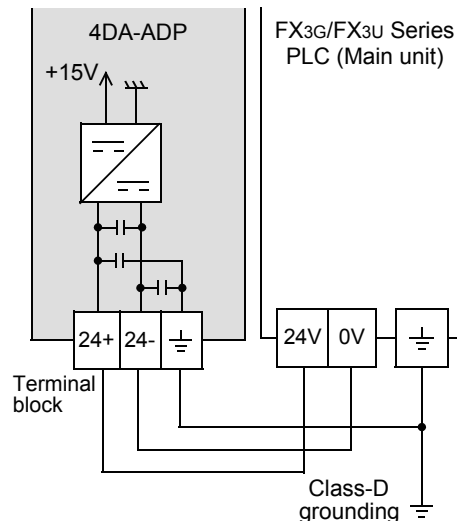 4DA-ADP
FX3G/FX3U Series
PLC (Main unit)
+15V
24+ 24-
24V 0V
Terminal
block
Class-D
grounding